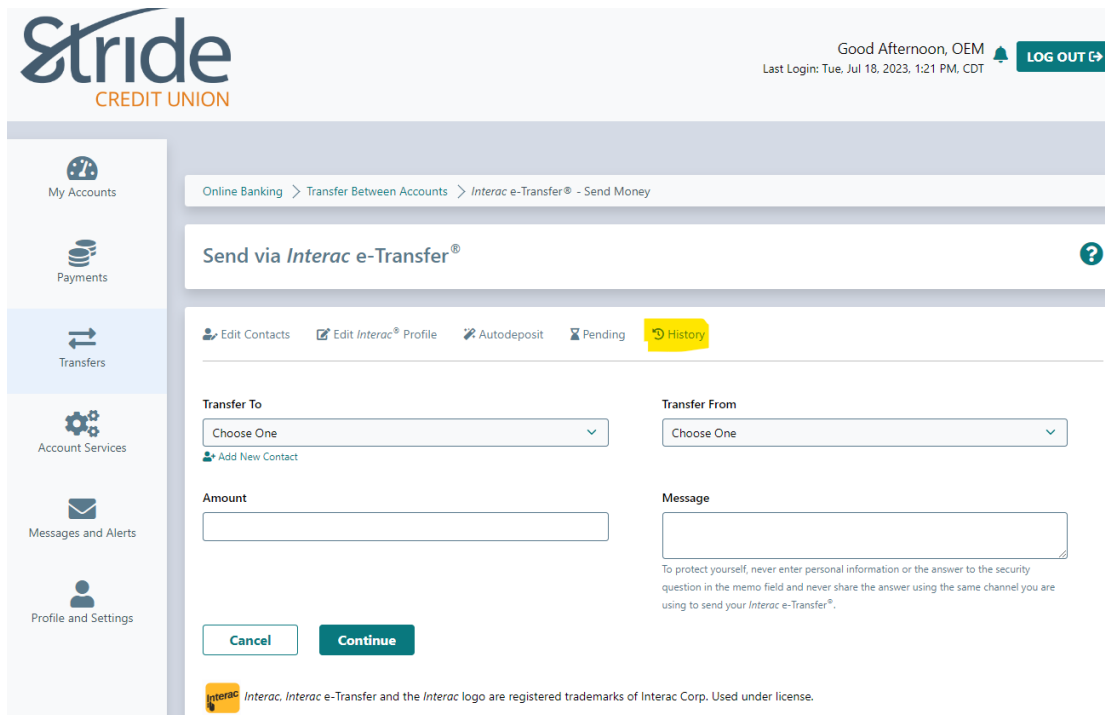 Stride
CREDIT UNION
Good Afternoon, OEM
Last Login: Tue, Jul 18, 2023, 1:21 PM, CDT
LOG OUT
My Accounts
Payments
Transfers
Account Services
Messages and Alerts
Profile and Settings
Online Banking > Transfer Between Accounts > Interac e-Transfer® - Send Money
Send via Interac e-Transfer®
?
Edit Contacts Edit Interac® Profile Autodeposit Pending History
Transfer To
Choose One
Add New Contact
Transfer From
Choose One
Amount
Message
To protect yourself, never enter personal information or the answer to the security
question in the memo field and never share the answer using the same channel you are
using to send your Interac e-Transfer®.
Cancel
Continue
Interac
Interac, Interac e-Transfer and the Interac logo are registered trademarks of Interac Corp. Used under license.